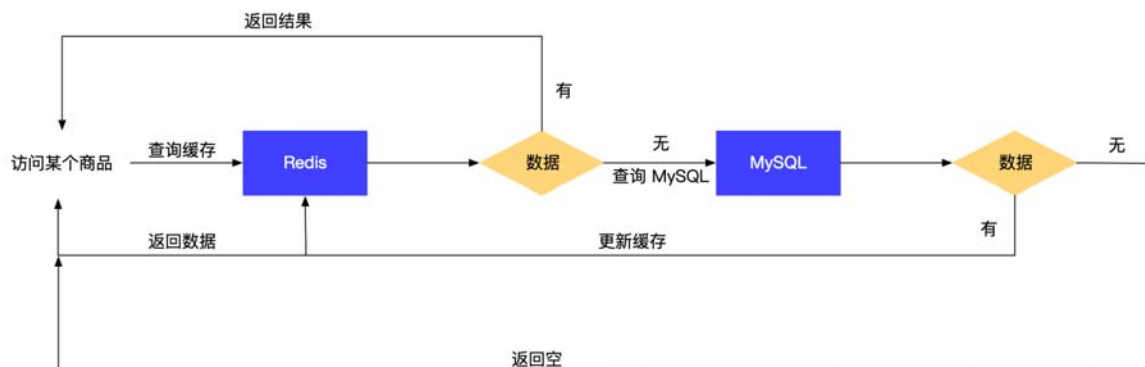 返回结果
有
访问某个商品
查询缓存
Redis
数据
无
查询 MySQL
MySQL
数据
无
返回数据
更新缓存
有
返回空